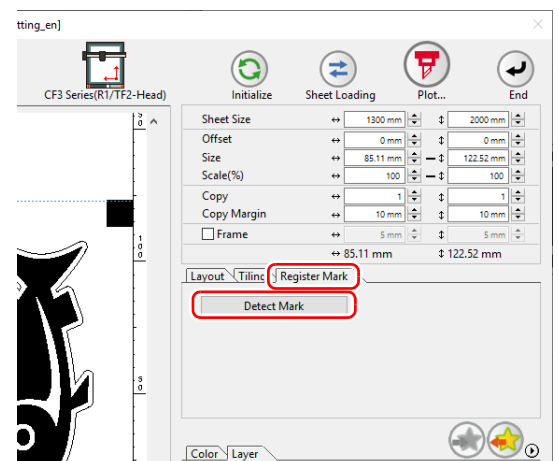 tting_en]
CF3 Series(R1/TF2-Head)
Initialize
Sheet Loading
Plot...
End
Sheet Size 1300 mm 2000 mm
Offset 0 mm 0 mm
Size 85.11 mm 122.52 mm
Scale(%) 100 100
Copy 1 1
Copy Margin 10 mm 10 mm
Frame 5 mm 5 mm
85.11 mm 122.52 mm
Layout Tiling Register Mark
Detect Mark
Color Layer